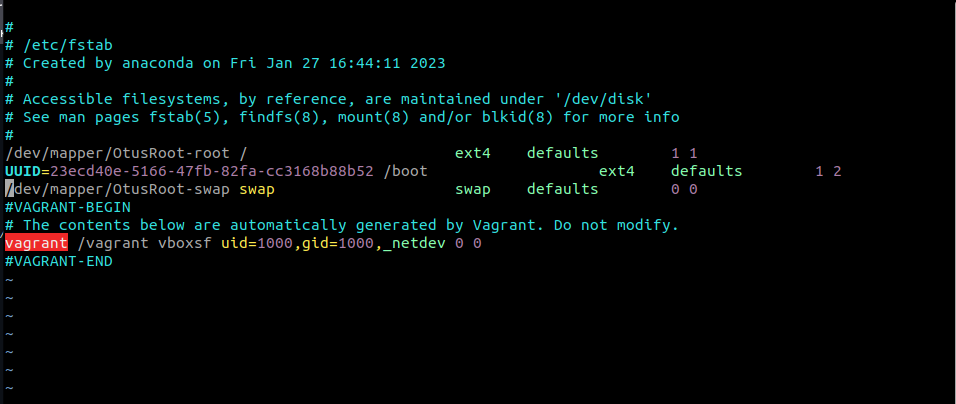 #
# /etc/fstab
# Created by anaconda on Fri Jan 27 16:44:11 2023
#
# Accessible filesystems, by reference, are maintained under '/dev/disk'
# See man pages fstab(5), findfs(8), mount(8) and/or blkid(8) for more info
#
/dev/mapper/OtusRoot-root /                       ext4    defaults        1 1
UUID=23ecd40e-5166-47fb-82fa-cc3168b88b52 /boot                   ext4    defaults        1 2
/dev/mapper/OtusRoot-swap swap                    swap    defaults        0 0
#VAGRANT-BEGIN
# The contents below are automatically generated by Vagrant. Do not modify.
vagrant /vagrant vboxsf uid=1000,gid=1000,_netdev 0 0
#VAGRANT-END
~
~
~
~
~
~
~